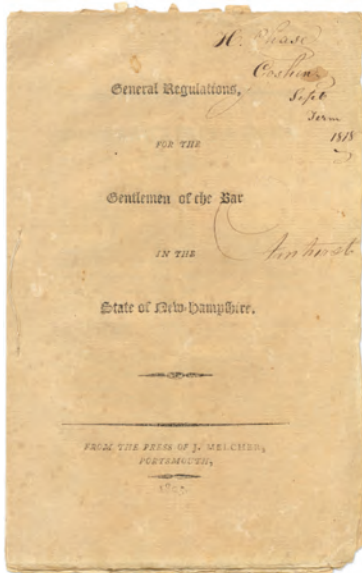 H. Chase
Goshen
Sept
Term
1818
General Regulations,
FOR THE
Gentlemen of the Bar
IN THE
State of New-Hampshire.
Amherst
FROM THE PRESS OF J. MELCHER,
PORTSMOUTH,